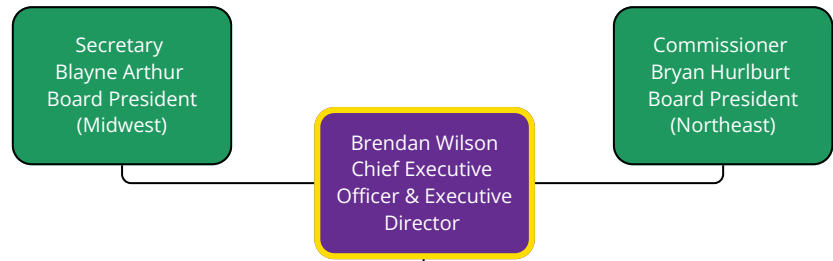 Secretary
Blayne Arthur
Board President
(Midwest)
Commissioner
Bryan Hurlburt
Board President
(Northeast)
Brendan Wilson
Chief Executive
Officer & Executive
Director